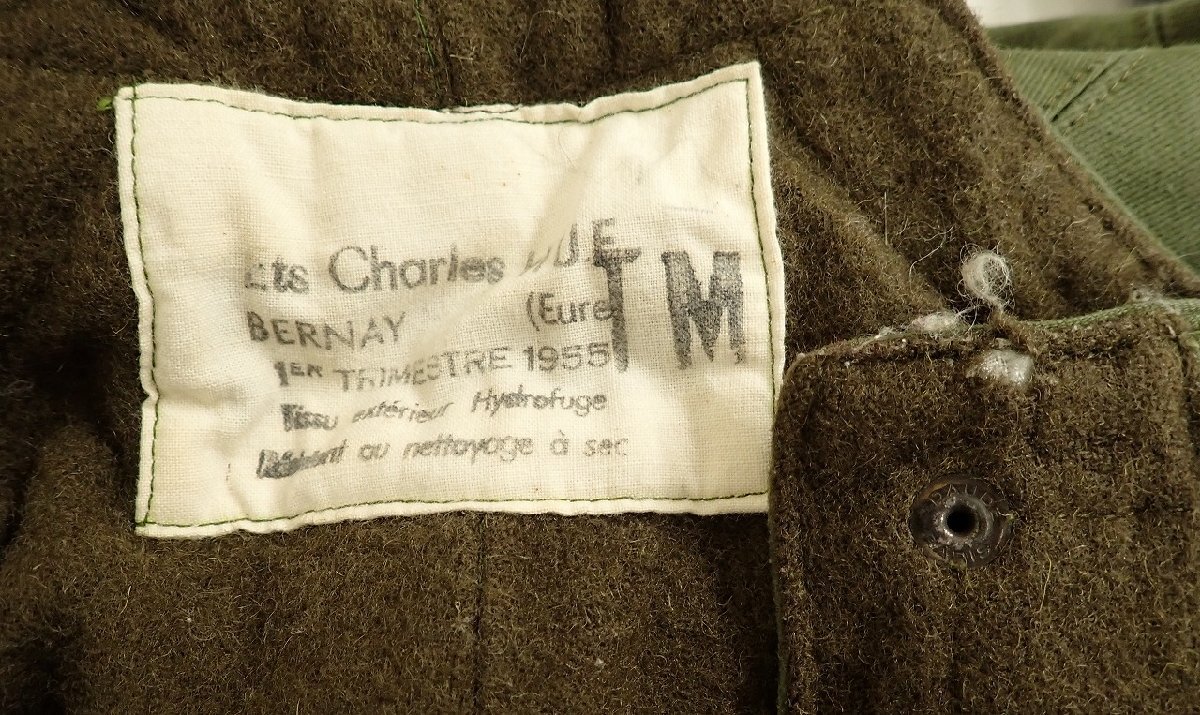 Ets Charles
TM
BERNAY (Eure
1ER TRIMESTRE 1955
Tissu extérieur Hydrofuge
au nettoyage à sec